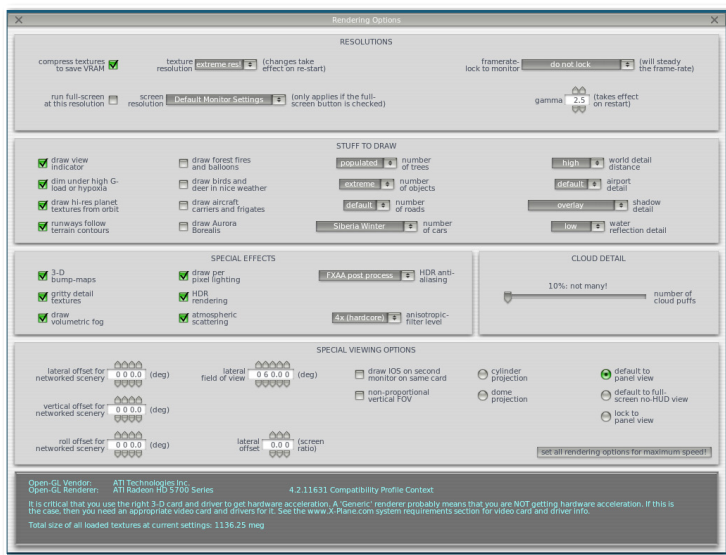 Rendering Options
RESOLUTIONS
compress textures
to save VRAM
texture
resolution
extreme res!
(changes take
effect on re-start)
framerate-
lock to monitor
do not lock
(will steady
the frame-rate)
run full-screen
at this resolution
screen
resolution
Default Monitor Settings
(only applies if the full-
screen button is checked)
gamma
2.5
(takes effect
on restart)
STUFF TO DRAW
draw view
indicator
draw forest fires
and balloons
populated
number
of trees
high
world detail
distance
dim under high G-
load or hypoxia
draw birds and
deer in nice weather
extreme
number
of objects
default
airport
detail
draw hi-res planet
textures from orbit
draw aircraft
carriers and frigates
default
number
of roads
overlay
shadow
detail
runways follow
terrain contours
draw Aurora
Borealis
Siberia Winter
number
of cars
low
water
reflection detail
SPECIAL EFFECTS
3-D
bump-maps
draw per
pixel lighting
FXAA post process
HDR anti-
aliasing
gritty detail
textures
HDR
rendering
draw
volumetric fog
atmospheric
scattering
4x (hardcore)
anisotropic-
filter level
CLOUD DETAIL
10%: not many!
number of
cloud puffs
SPECIAL VIEWING OPTIONS
lateral offset for
networked scenery
000.0
(deg)
lateral
field of view
060.00
(deg)
draw IOS on second
monitor on same card
cylinder
projection
default to
panel view
vertical offset for
networked scenery
000.0
(deg)
non-proportional
vertical FOV
dome
projection
default to full-
screen no-HUD view
lock to
panel view
roll offset for
networked scenery
000.0
(deg)
lateral
offset
0.00
(screen
ratio)
set all rendering options for maximum speed!
Open-GL Vendor: ATI Technologies Inc.
Open-GL Renderer: ATI Radeon HD 5700 Series 4.2.11631 Compatibility Profile Context
It is critical that you use the right 3-D card and driver to get hardware acceleration. A 'Generic' renderer probably means that you are NOT getting hardware acceleration. If this is
the case, then you need an appropriate video card and drivers for it. See the www.X-Plane.com system requirements section for video card and driver info.
Total size of all loaded textures at current settings: 1136.25 meg